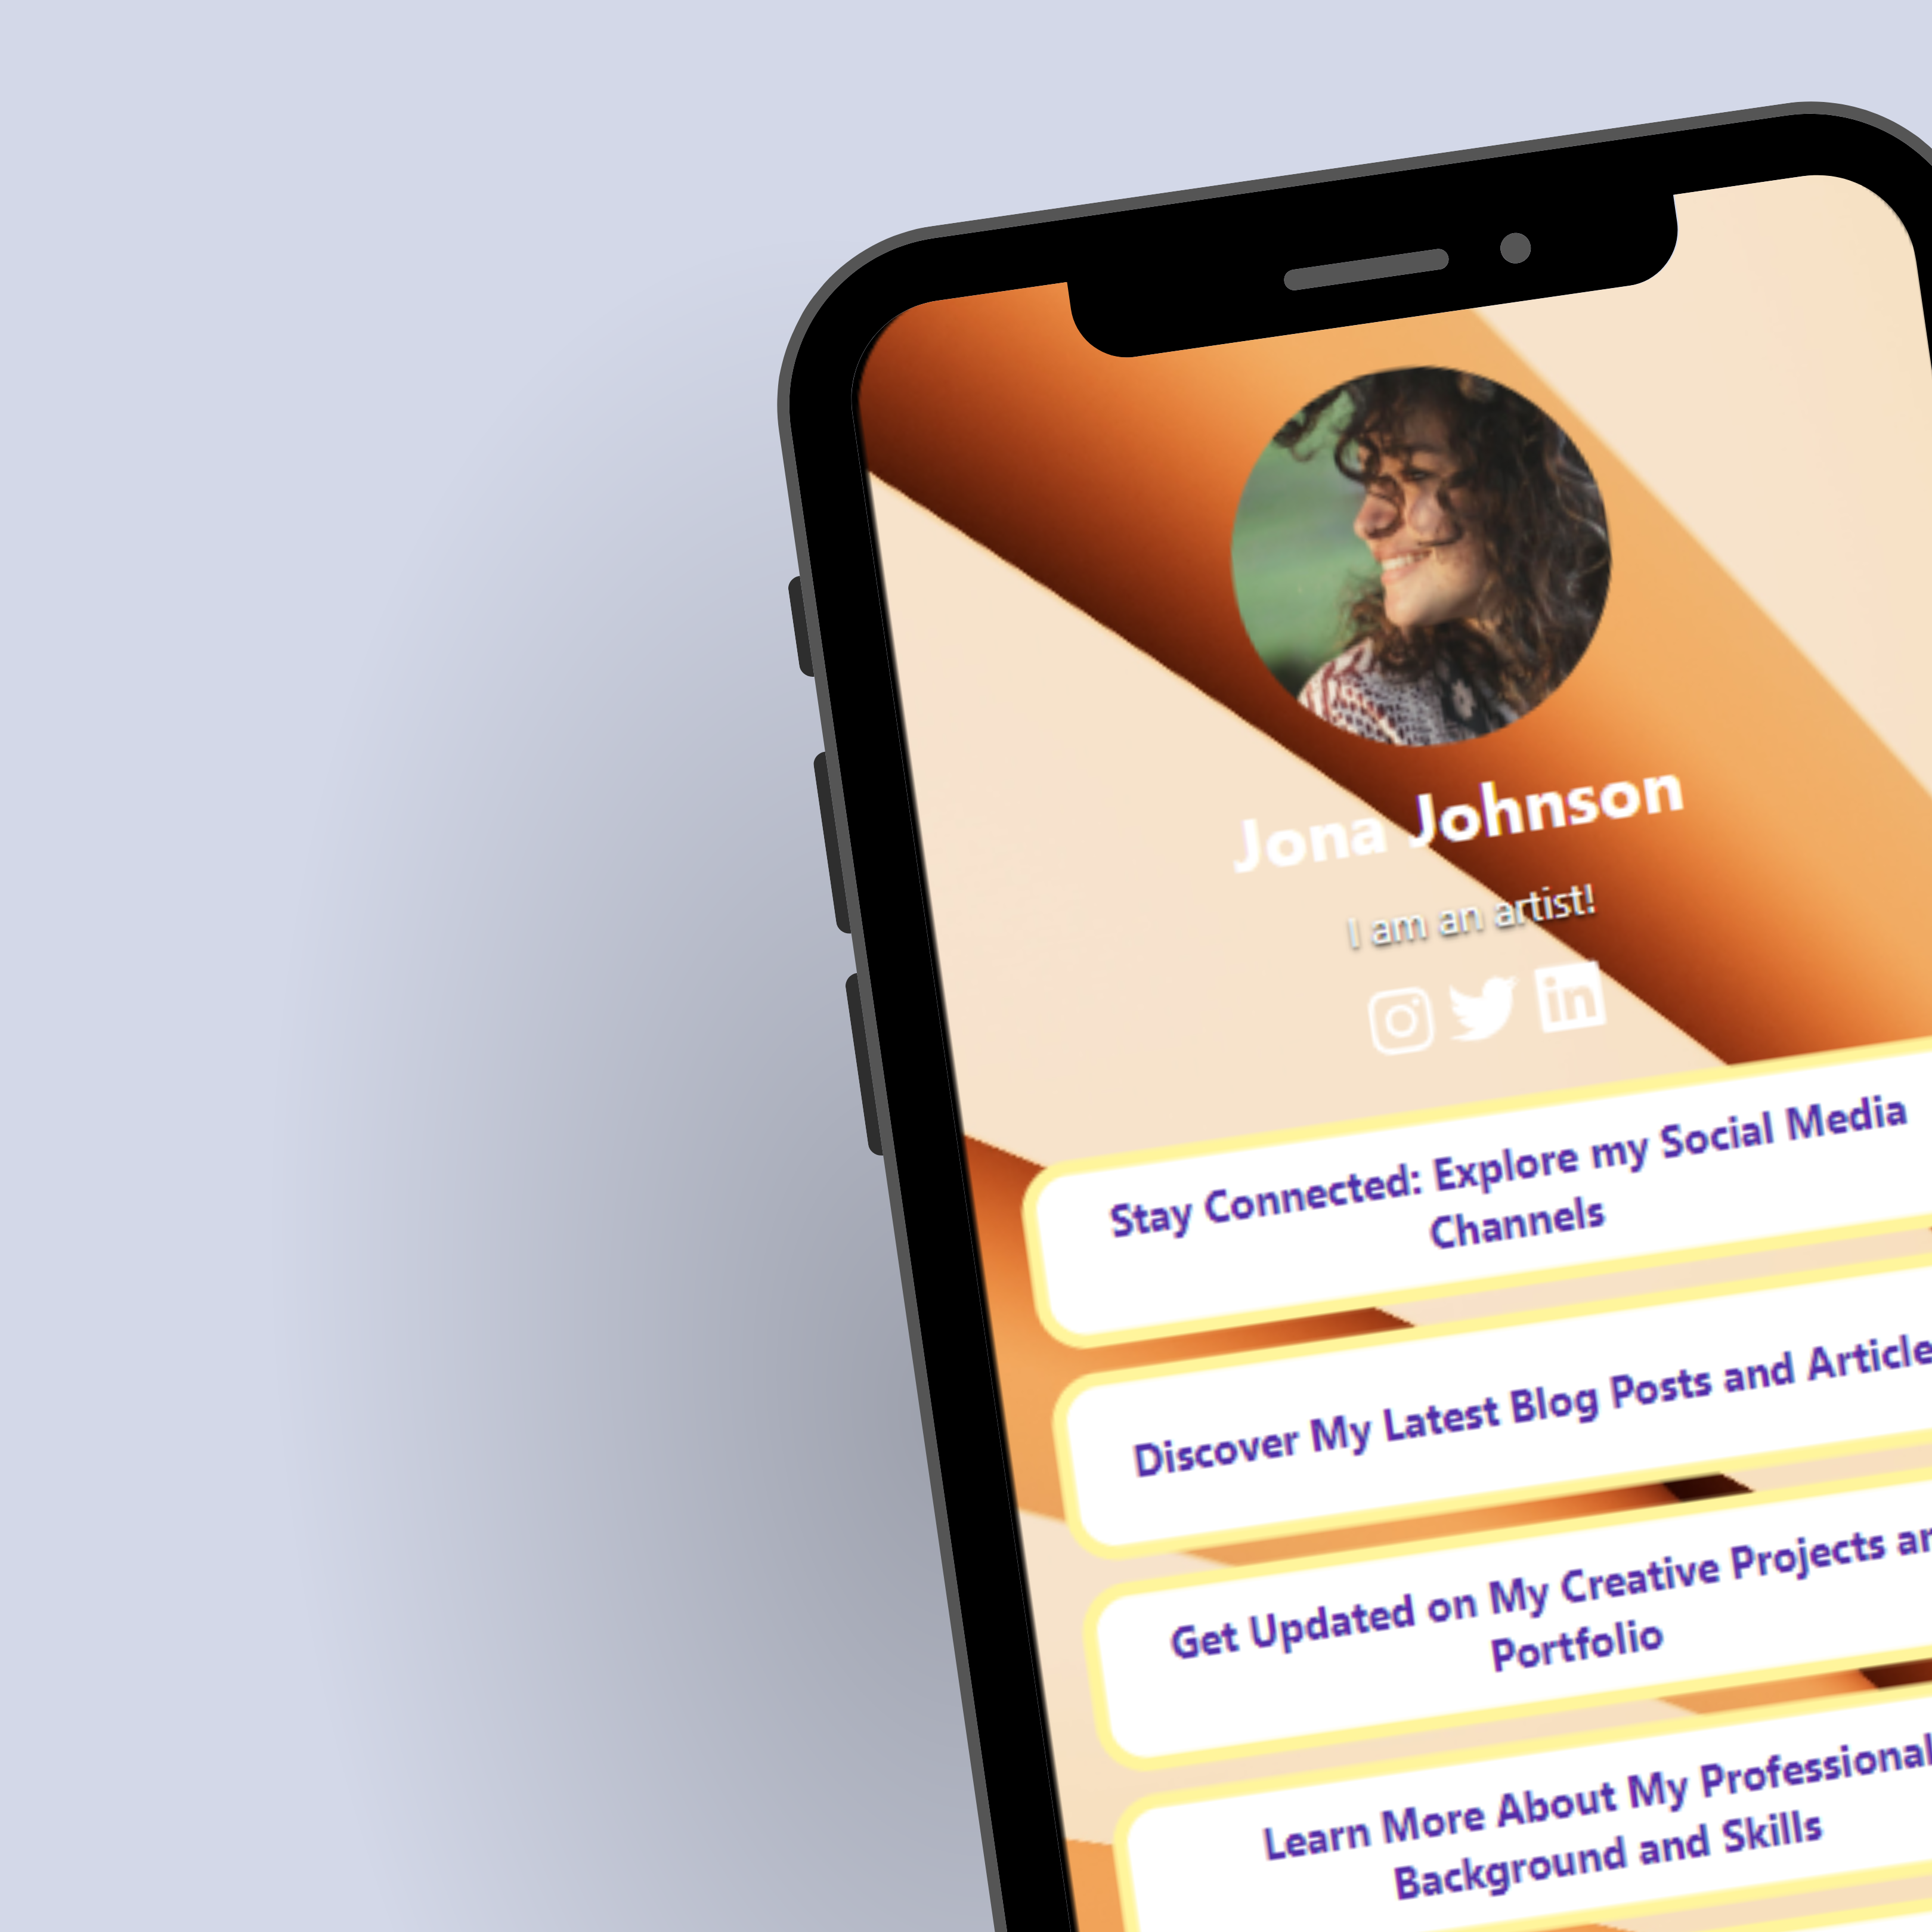 Jona Johnson
I am an artist!
in
Stay Connected: Explore my Social Media
Channels
Discover My Latest Blog Posts and Article
Get Updated on My Creative Projects ar
Portfolio
Learn More About My Professional
Background and Skills